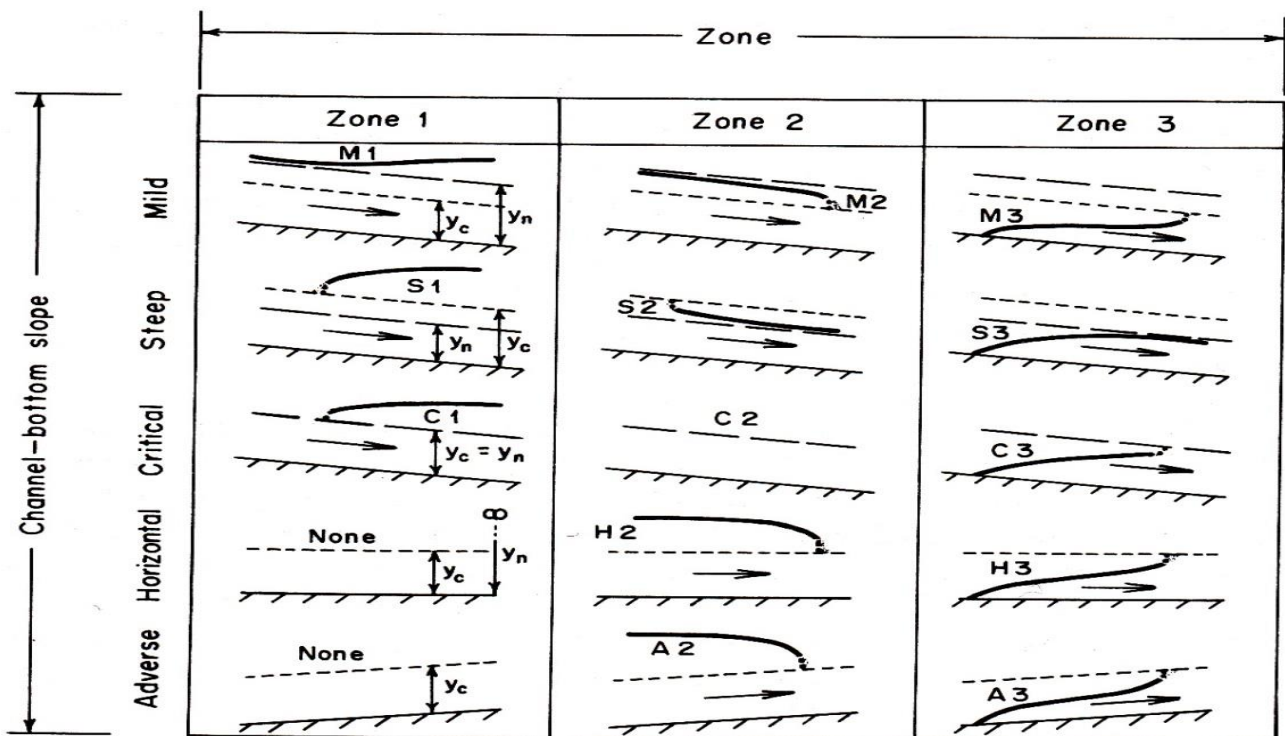 Zone
Channel-bottom slope
Zone 1
Zone 2
Zone 3
Mild
M1
yc
yn
M2
M3
Steep
S1
yn
yc
S2
S3
Critical
C1
yc = yn
C2
C3
Horizontal
None
∞
yc
yn
H2
H3
Adverse
None
yc
A2
A3